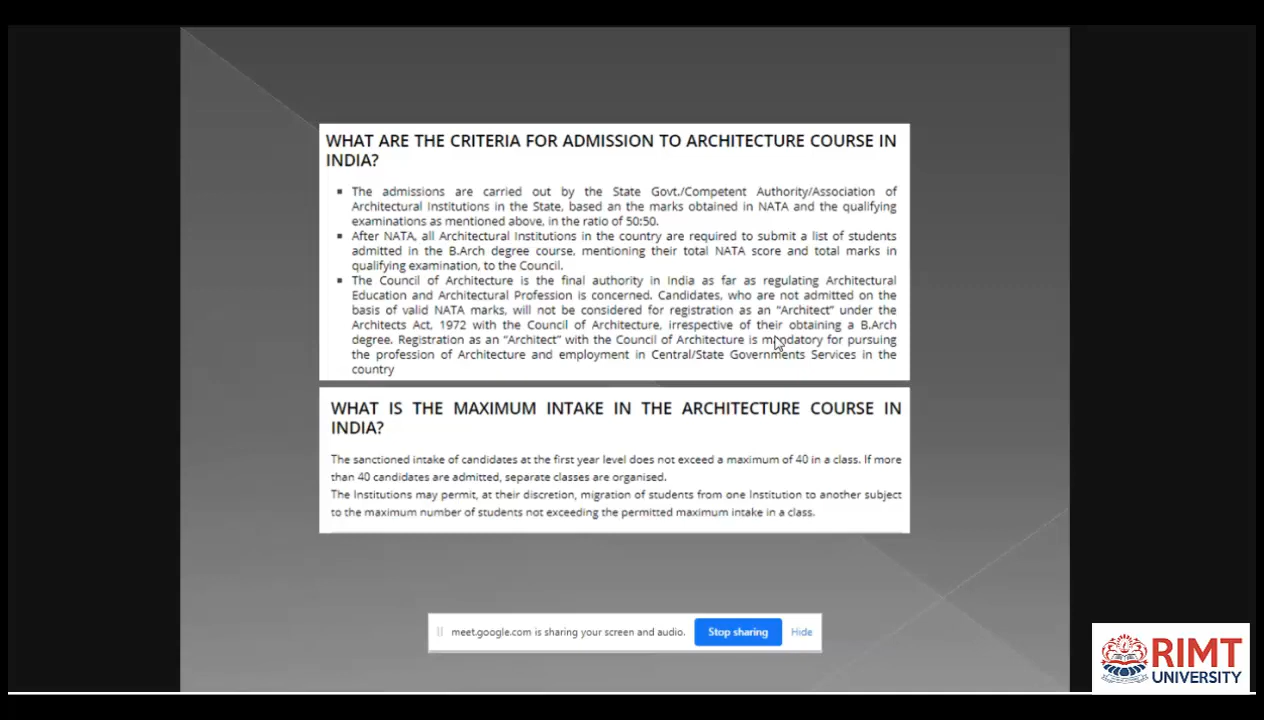 WHAT ARE THE CRITERIA FOR ADMISSION TO ARCHITECTURE COURSE IN
INDIA?
▪ The admissions are carried out by the State Govt./Competent Authority/Association of
Architectural Institutions in the State, based an the marks obtained in NATA and the qualifying
examinations as mentioned above, in the ratio of 50:50.
▪ After NATA, all Architectural Institutions in the country are required to submit a list of students
admitted in the B.Arch degree course, mentioning their total NATA score and total marks in
qualifying examination, to the Council.
▪ The Council of Architecture is the final authority in India as far as regulating Architectural
Education and Architectural Profession is concerned. Candidates, who are not admitted on the
basis of valid NATA marks, will not be considered for registration as an “Architect” under the
Architects Act, 1972 with the Council of Architecture, irrespective of their obtaining a B.Arch
degree. Registration as an “Architect” with the Council of Architecture is mandatory for pursuing
the profession of Architecture and employment in Central/State Governments Services in the
country
WHAT IS THE MAXIMUM INTAKE IN THE ARCHITECTURE COURSE IN
INDIA?
The sanctioned intake of candidates at the first year level does not exceed a maximum of 40 in a class. If more
than 40 candidates are admitted, separate classes are organised.
The Institutions may permit, at their discretion, migration of students from one Institution to another subject
to the maximum number of students not exceeding the permitted maximum intake in a class.
meet.google.com is sharing your screen and audio. Stop sharing Hide
RIMT
UNIVERSITY